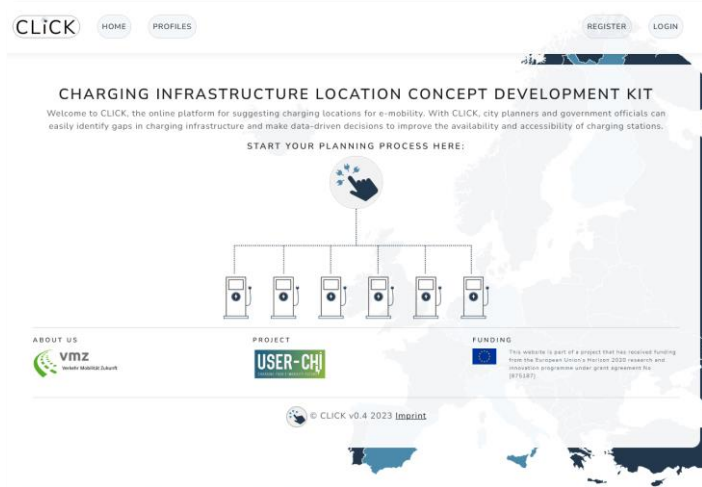 CLiCK
HOME
PROFILES
REGISTER
LOGIN
CHARGING INFRASTRUCTURE LOCATION CONCEPT DEVELOPMENT KIT
Welcome to CLICK, the online platform for suggesting charging locations for e-mobility. With CLICK, city planners and government officials can
easily identify gaps in charging infrastructure and make data-driven decisions to improve the availability and accessibility of charging stations.
START YOUR PLANNING PROCESS HERE:
ABOUT US
PROJECT
FUNDING
vmz
Verkehr Mobilität Zukunft
USER-CHi
This website is part of a project that has received funding
from the European Union's Horizon 2020 research and
innovation programme under grant agreement No
(875187)
© CLICK v0.4 2023 Imprint